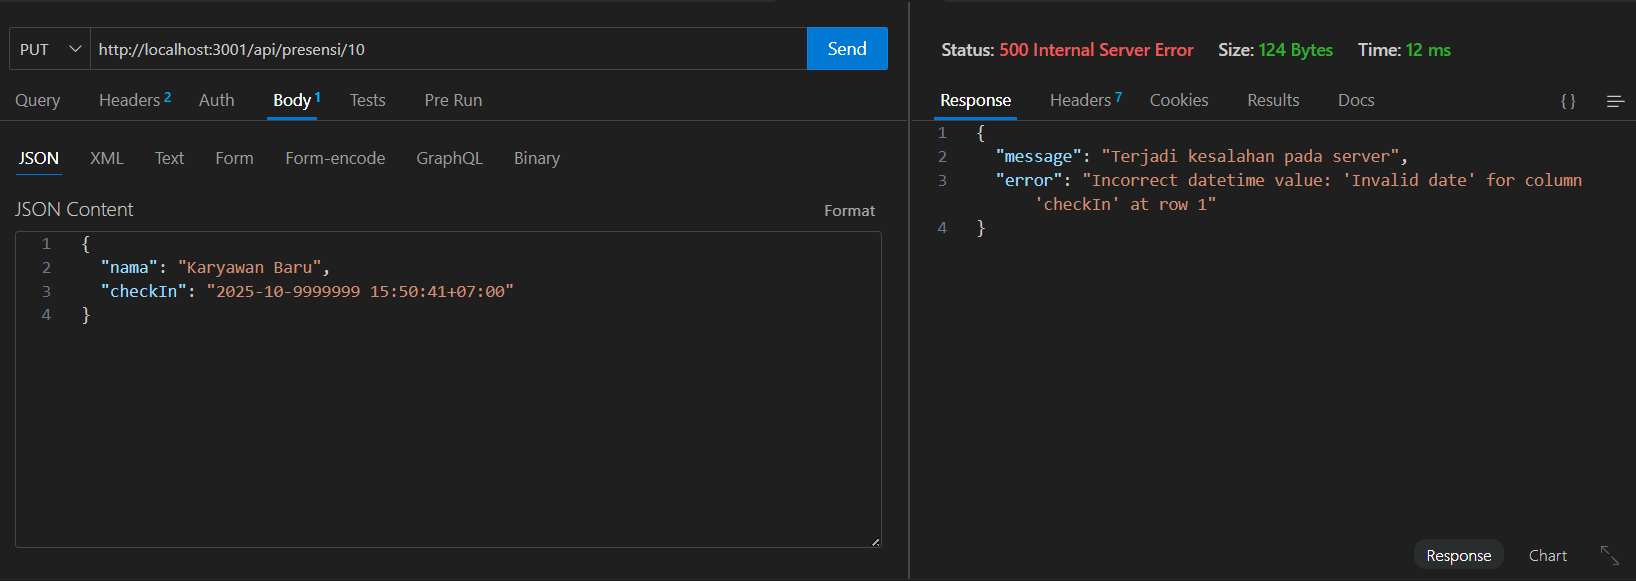 PUT http://localhost:3001/api/presensi/10 Send
Query Headers 2 Auth Body 1 Tests Pre Run
JSON XML Text Form Form-encode GraphQL Binary
JSON Content Format
1 {
2 "nama": "Karyawan Baru",
3 "checkIn": "2025-10-9999999 15:50:41+07:00"
4 }
Status: 500 Internal Server Error Size: 124 Bytes Time: 12 ms
Response Headers 7 Cookies Results Docs {}
1 {
2 "message": "Terjadi kesalahan pada server",
3 "error": "Incorrect datetime value: 'Invalid date' for column
'checkIn' at row 1"
4 }
Response Chart